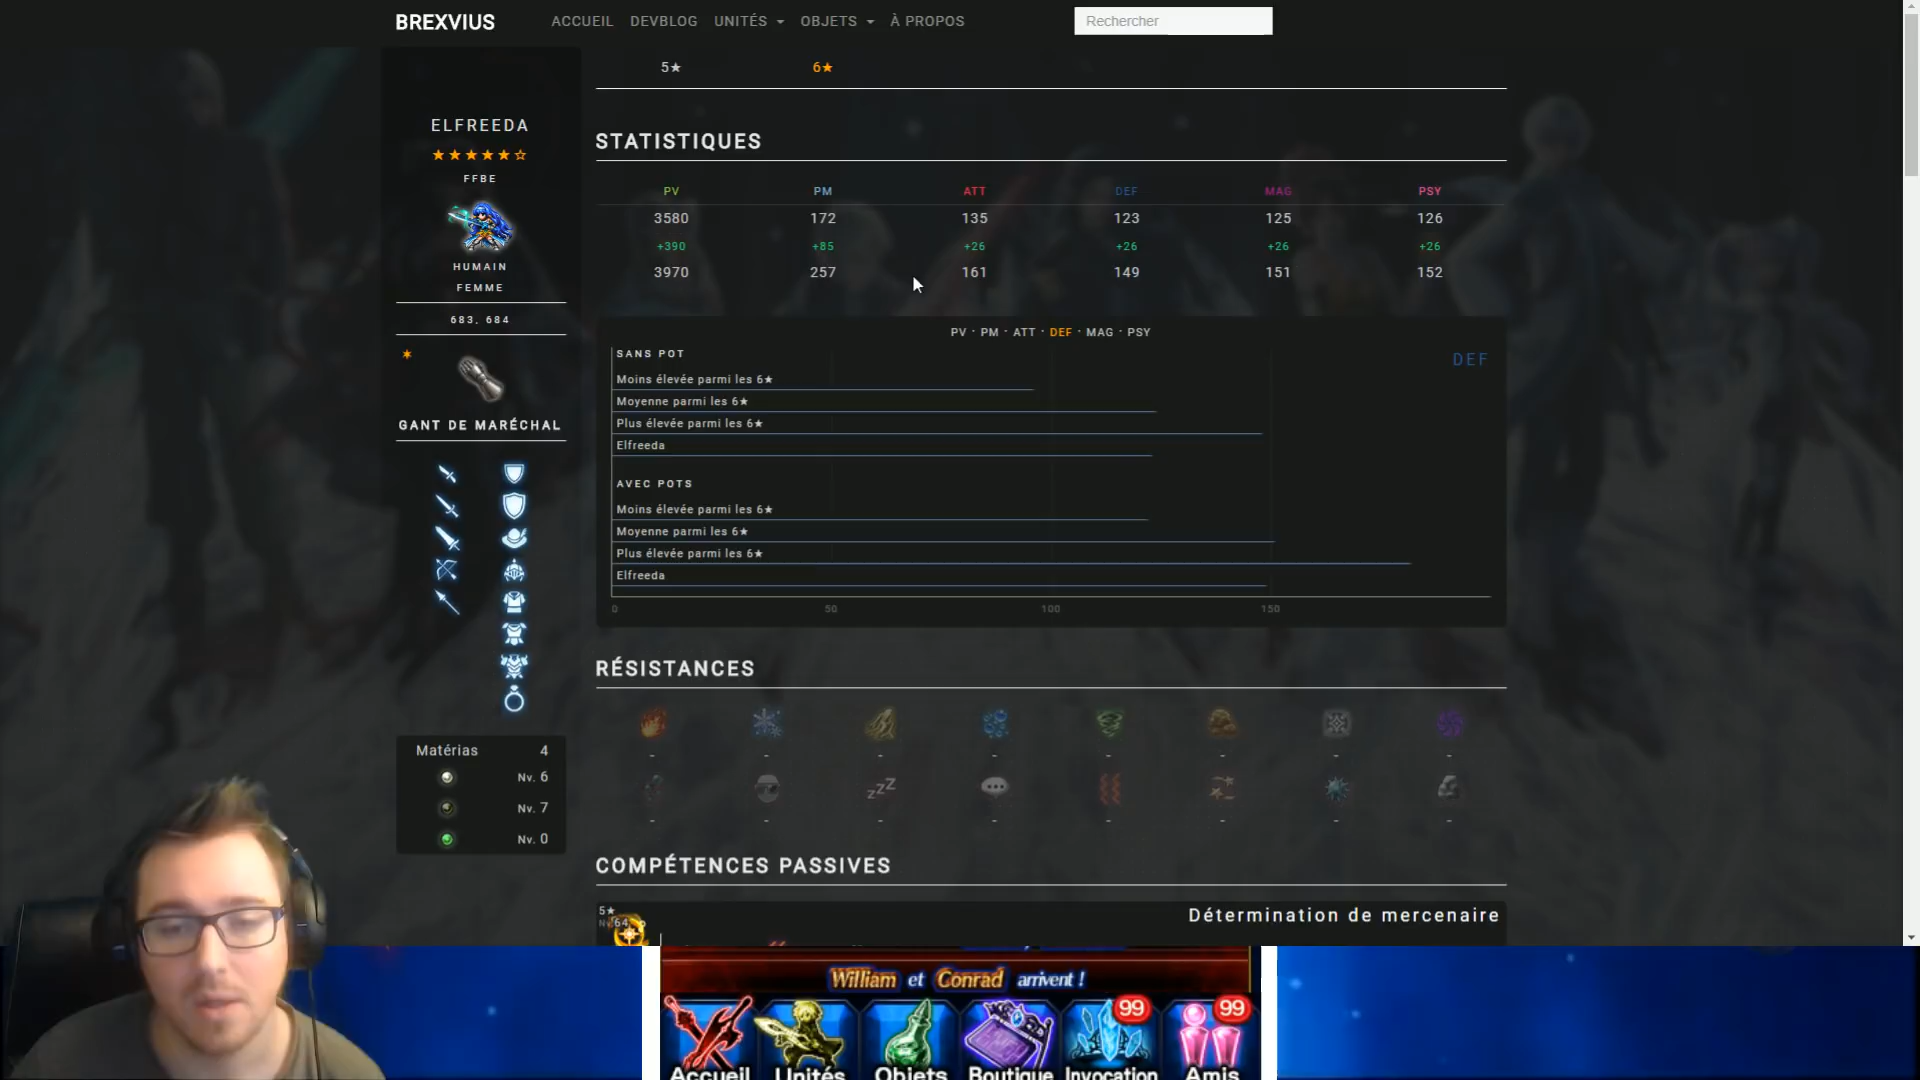 BREXVIUS ACCUEIL DEVBLOG UNITÉS OBJETS À PROPOS Rechercher
5★ 6★
ELFREEDA
★★★★★☆
FFBE
HUMAIN
FEMME
683, 684
GANT DE MARÉCHAL
Matérias 4
Nv. 6
Nv. 7
Nv. 0
STATISTIQUES
PV PM ATT DEF MAG PSY
3580 172 135 123 125 126
+390 +85 +26 +26 +26 +26
3970 257 161 149 151 152
PV · PM · ATT · DEF · MAG · PSY
DEF
SANS POT
Moins élevée parmi les 6★
Moyenne parmi les 6★
Plus élevée parmi les 6★
Elfreeda
AVEC POTS
Moins élevée parmi les 6★
Moyenne parmi les 6★
Plus élevée parmi les 6★
Elfreeda
0 50 100 150
RÉSISTANCES
- - - - - - - -
- - - - - - - -
COMPÉTENCES PASSIVES
5★
Nv. 64
Détermination de mercenaire
William et Conrad arrivent !
99 99
Accueil Unités Objets Boutique Invocation Amis